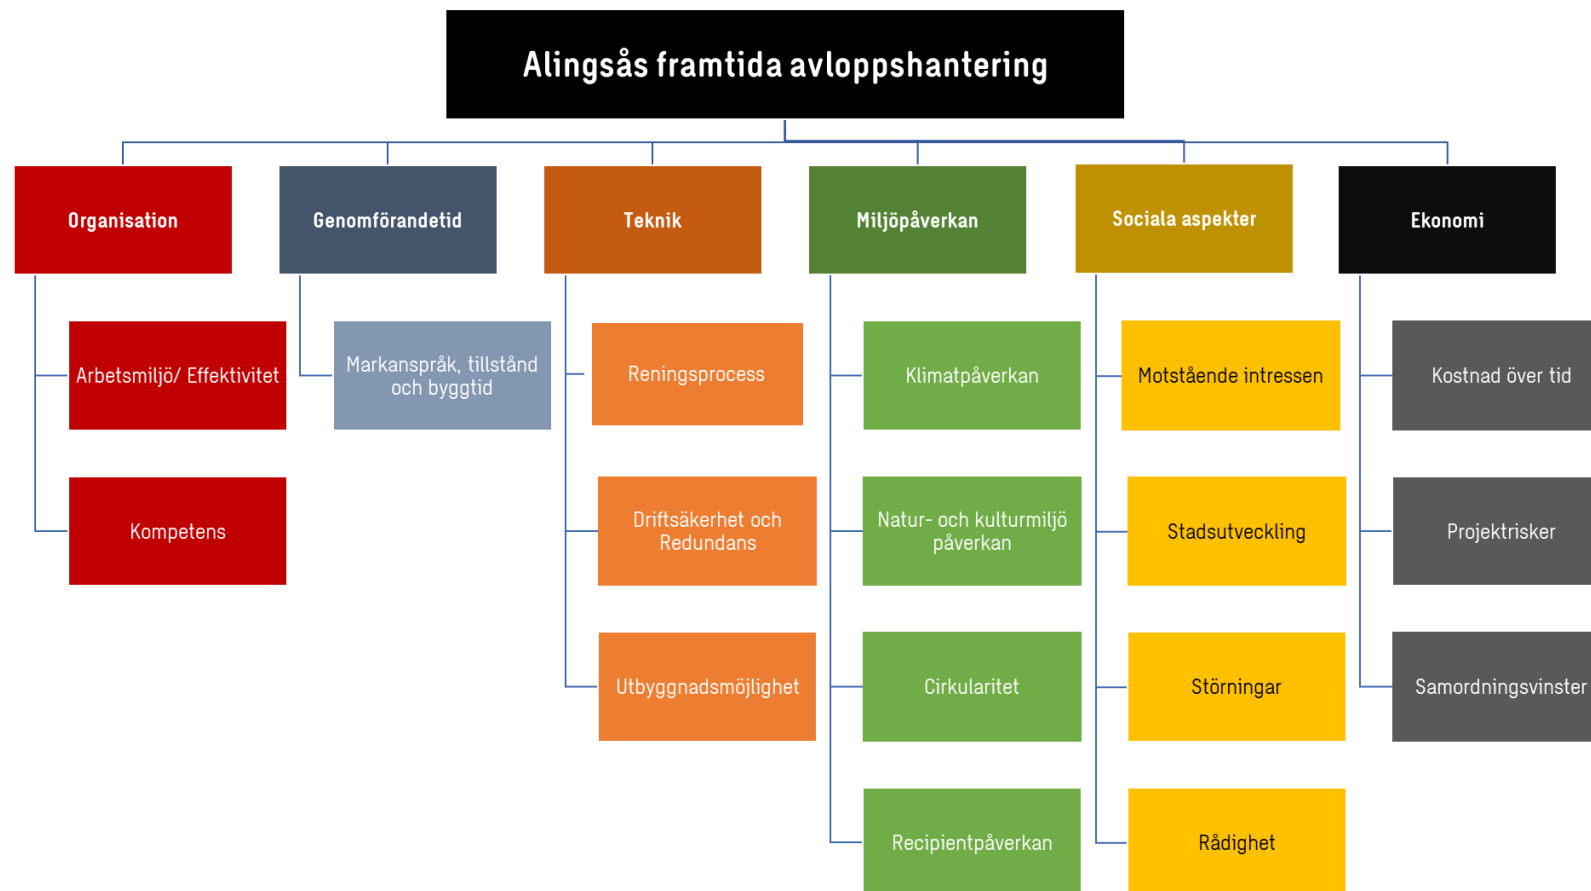 Alingsås framtida avloppshantering
Organisation
Arbetsmiljö/ Effektivitet
Kompetens
Genomförandetid
Markanspråk, tillstånd
och byggtid
Teknik
Reningsprocess
Driftsäkerhet och
Redundans
Utbyggnadsmöjlighet
Miljöpåverkan
Klimatpåverkan
Natur- och kulturmiljö
påverkan
Cirkularitet
Recipientpåverkan
Sociala aspekter
Motstående intressen
Stadsutveckling
Störningar
Rådighet
Ekonomi
Kostnad över tid
Projektrisker
Samordningsvinster